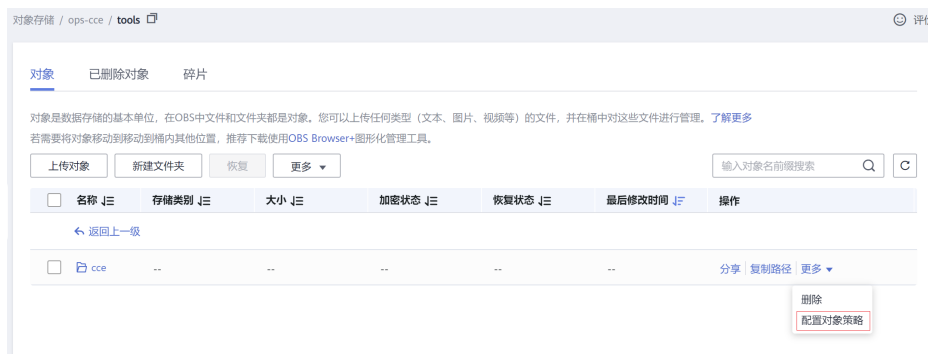 对象存储 / ops-cce / tools 评
对象 已删除对象 碎片
对象是数据存储的基本单位，在OBS中文件和文件夹都是对象。您可以上传任何类型（文本、图片、视频等）的文件，并在桶中对这些文件进行管理。了解更多
若需要将对象移动到移动到桶内其他位置，推荐下载使用OBS Browser+图形化管理工具。
上传对象 新建文件夹 恢复 更多 输入对象名前缀搜索
名称 存储类别 大小 加密状态 恢复状态 最后修改时间 操作
返回上一级
cce -- -- -- -- -- 分享 复制路径 更多
删除
配置对象策略